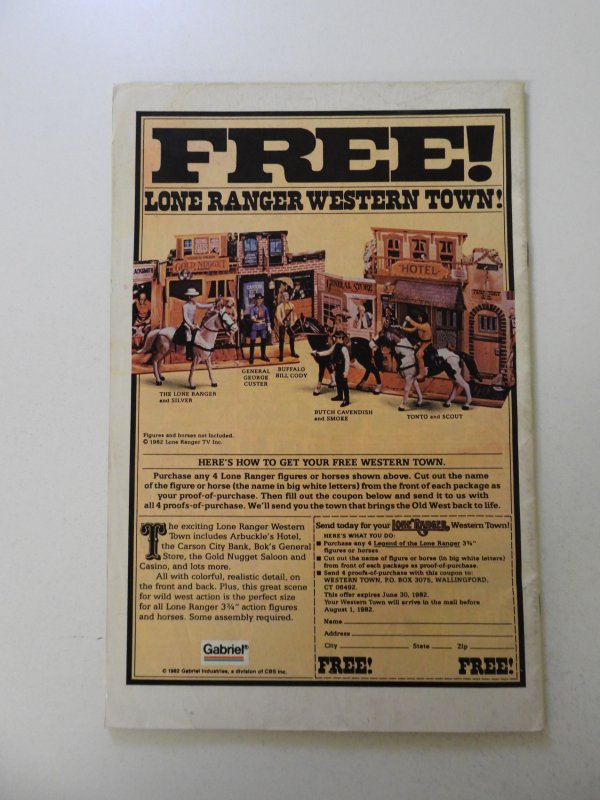 FREE!
LONE RANGER WESTERN TOWN!
GOLD NUGGET
HOTEL
GENERAL STORE
THE LONE RANGER
and SILVER
GENERAL
GEORGE
CUSTER
BUFFALO
BILL CODY
BUTCH CAVENDISH
and SMOKE
TONTO and SCOUT
Figures and horses not included.
© 1982 Lone Ranger TV Inc.
HERE'S HOW TO GET YOUR FREE WESTERN TOWN.
Purchase any 4 Lone Ranger figures or horses shown above. Cut out the name
of the figure or horse (the name in big white letters) from the front of each package as
your proof-of-purchase. Then fill out the coupon below and send it to us with
all 4 proofs-of-purchase. We'll send you the town that brings the Old West back to life.
The exciting Lone Ranger Western
Town includes Arbuckle's Hotel,
the Carson City Bank, Bok's General
Store, the Gold Nugget Saloon and
Casino, and lots more.
All with colorful, realistic detail, on
the front and back. Plus, this great scene
for wild west action is the perfect size
for all Lone Ranger 3¾" action figures
and horses. Some assembly required.
Gabriel®
© 1982 Gabriel Industries, a division of CBS Inc.
Send today for your LONE RANGER Western Town!
HERE'S WHAT YOU DO:
■ Purchase any 4 Legend of the Lone Ranger 3¾"
figures or horses
■ Cut out the name of figure or horse (in big white letters)
from front of each package as proof of purchase.
■ Send 4 proofs-of-purchase with this coupon to:
WESTERN TOWN, P.O. BOX 3075, WALLINGFORD,
CT 06492.
This offer expires June 30, 1982.
Your Western Town will arrive in the mail before
August 1, 1982.
Name
Address
City State Zip
FREE! FREE!